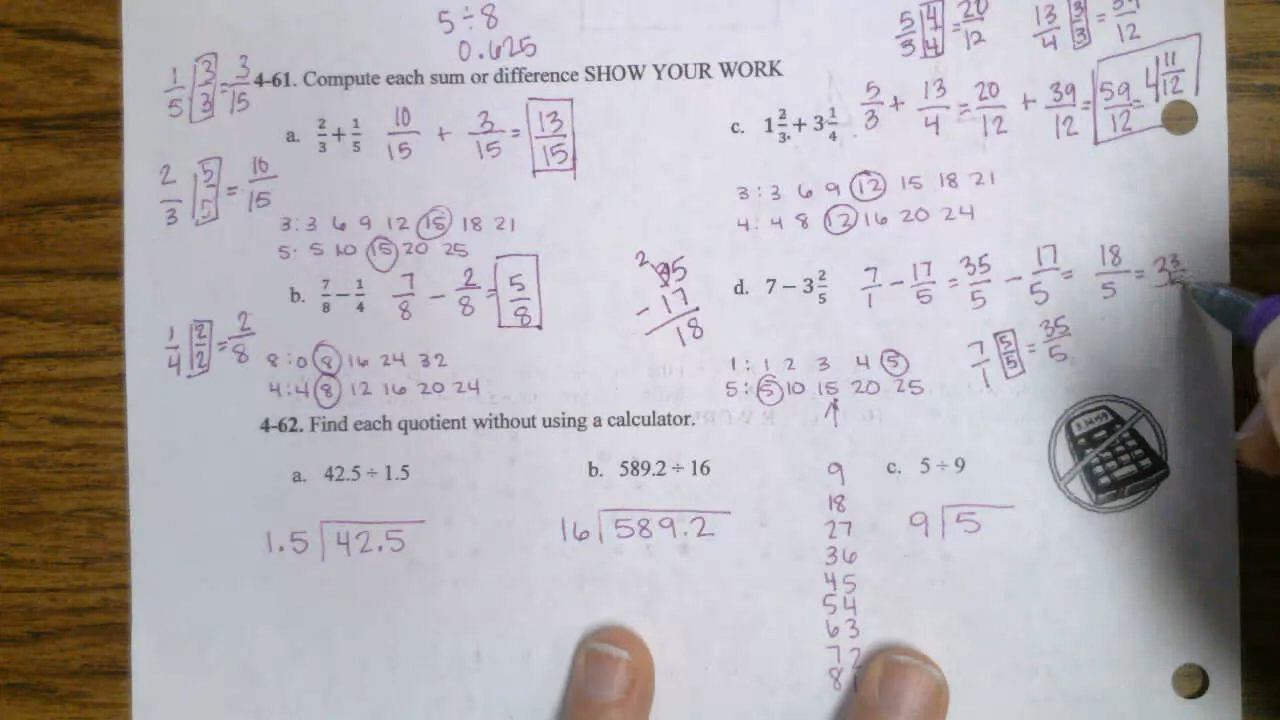 5 ÷ 8
0.625
5/3 |4/4| = 20/12
13/4 |3/3| = 39/12
1/5 |3/3| = 3/15
4-61. Compute each sum or difference SHOW YOUR WORK
a. 2/3 + 1/5 10/15 + 3/15 = 13/15
c. 1 2/3 + 3 1/4 5/3 + 13/4 = 20/12 + 39/12 = 59/12 = 4 11/12
2/3 |5/5| = 10/15
3: 3 6 9 12 15 18 21
5: 5 10 15 20 25
3: 3 6 9 12 15 18 21
4: 4 8 12 16 20 24
b. 7/8 - 1/4 7/8 - 2/8 = 5/8
35
- 17
18
d. 7 - 3 2/5 7/1 - 17/5 = 35/5 - 17/5 = 18/5 = 3 3/
1/4 |2/2| = 2/8
8: 0 8 16 24 32
4: 4 8 12 16 20 24
1: 1 2 3 4 5
5: 5 10 15 20 25
7/1 |5/5| = 35/5
4-62. Find each quotient without using a calculator.
a. 42.5 ÷ 1.5
b. 589.2 ÷ 16
c. 5 ÷ 9
1.5 42.5
16 589.2
9 5
9
18
27
36
45
54
63
72
81